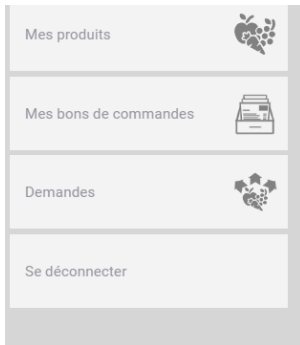 Mes produits
Mes bons de commandes
Demandes
Se déconnecter